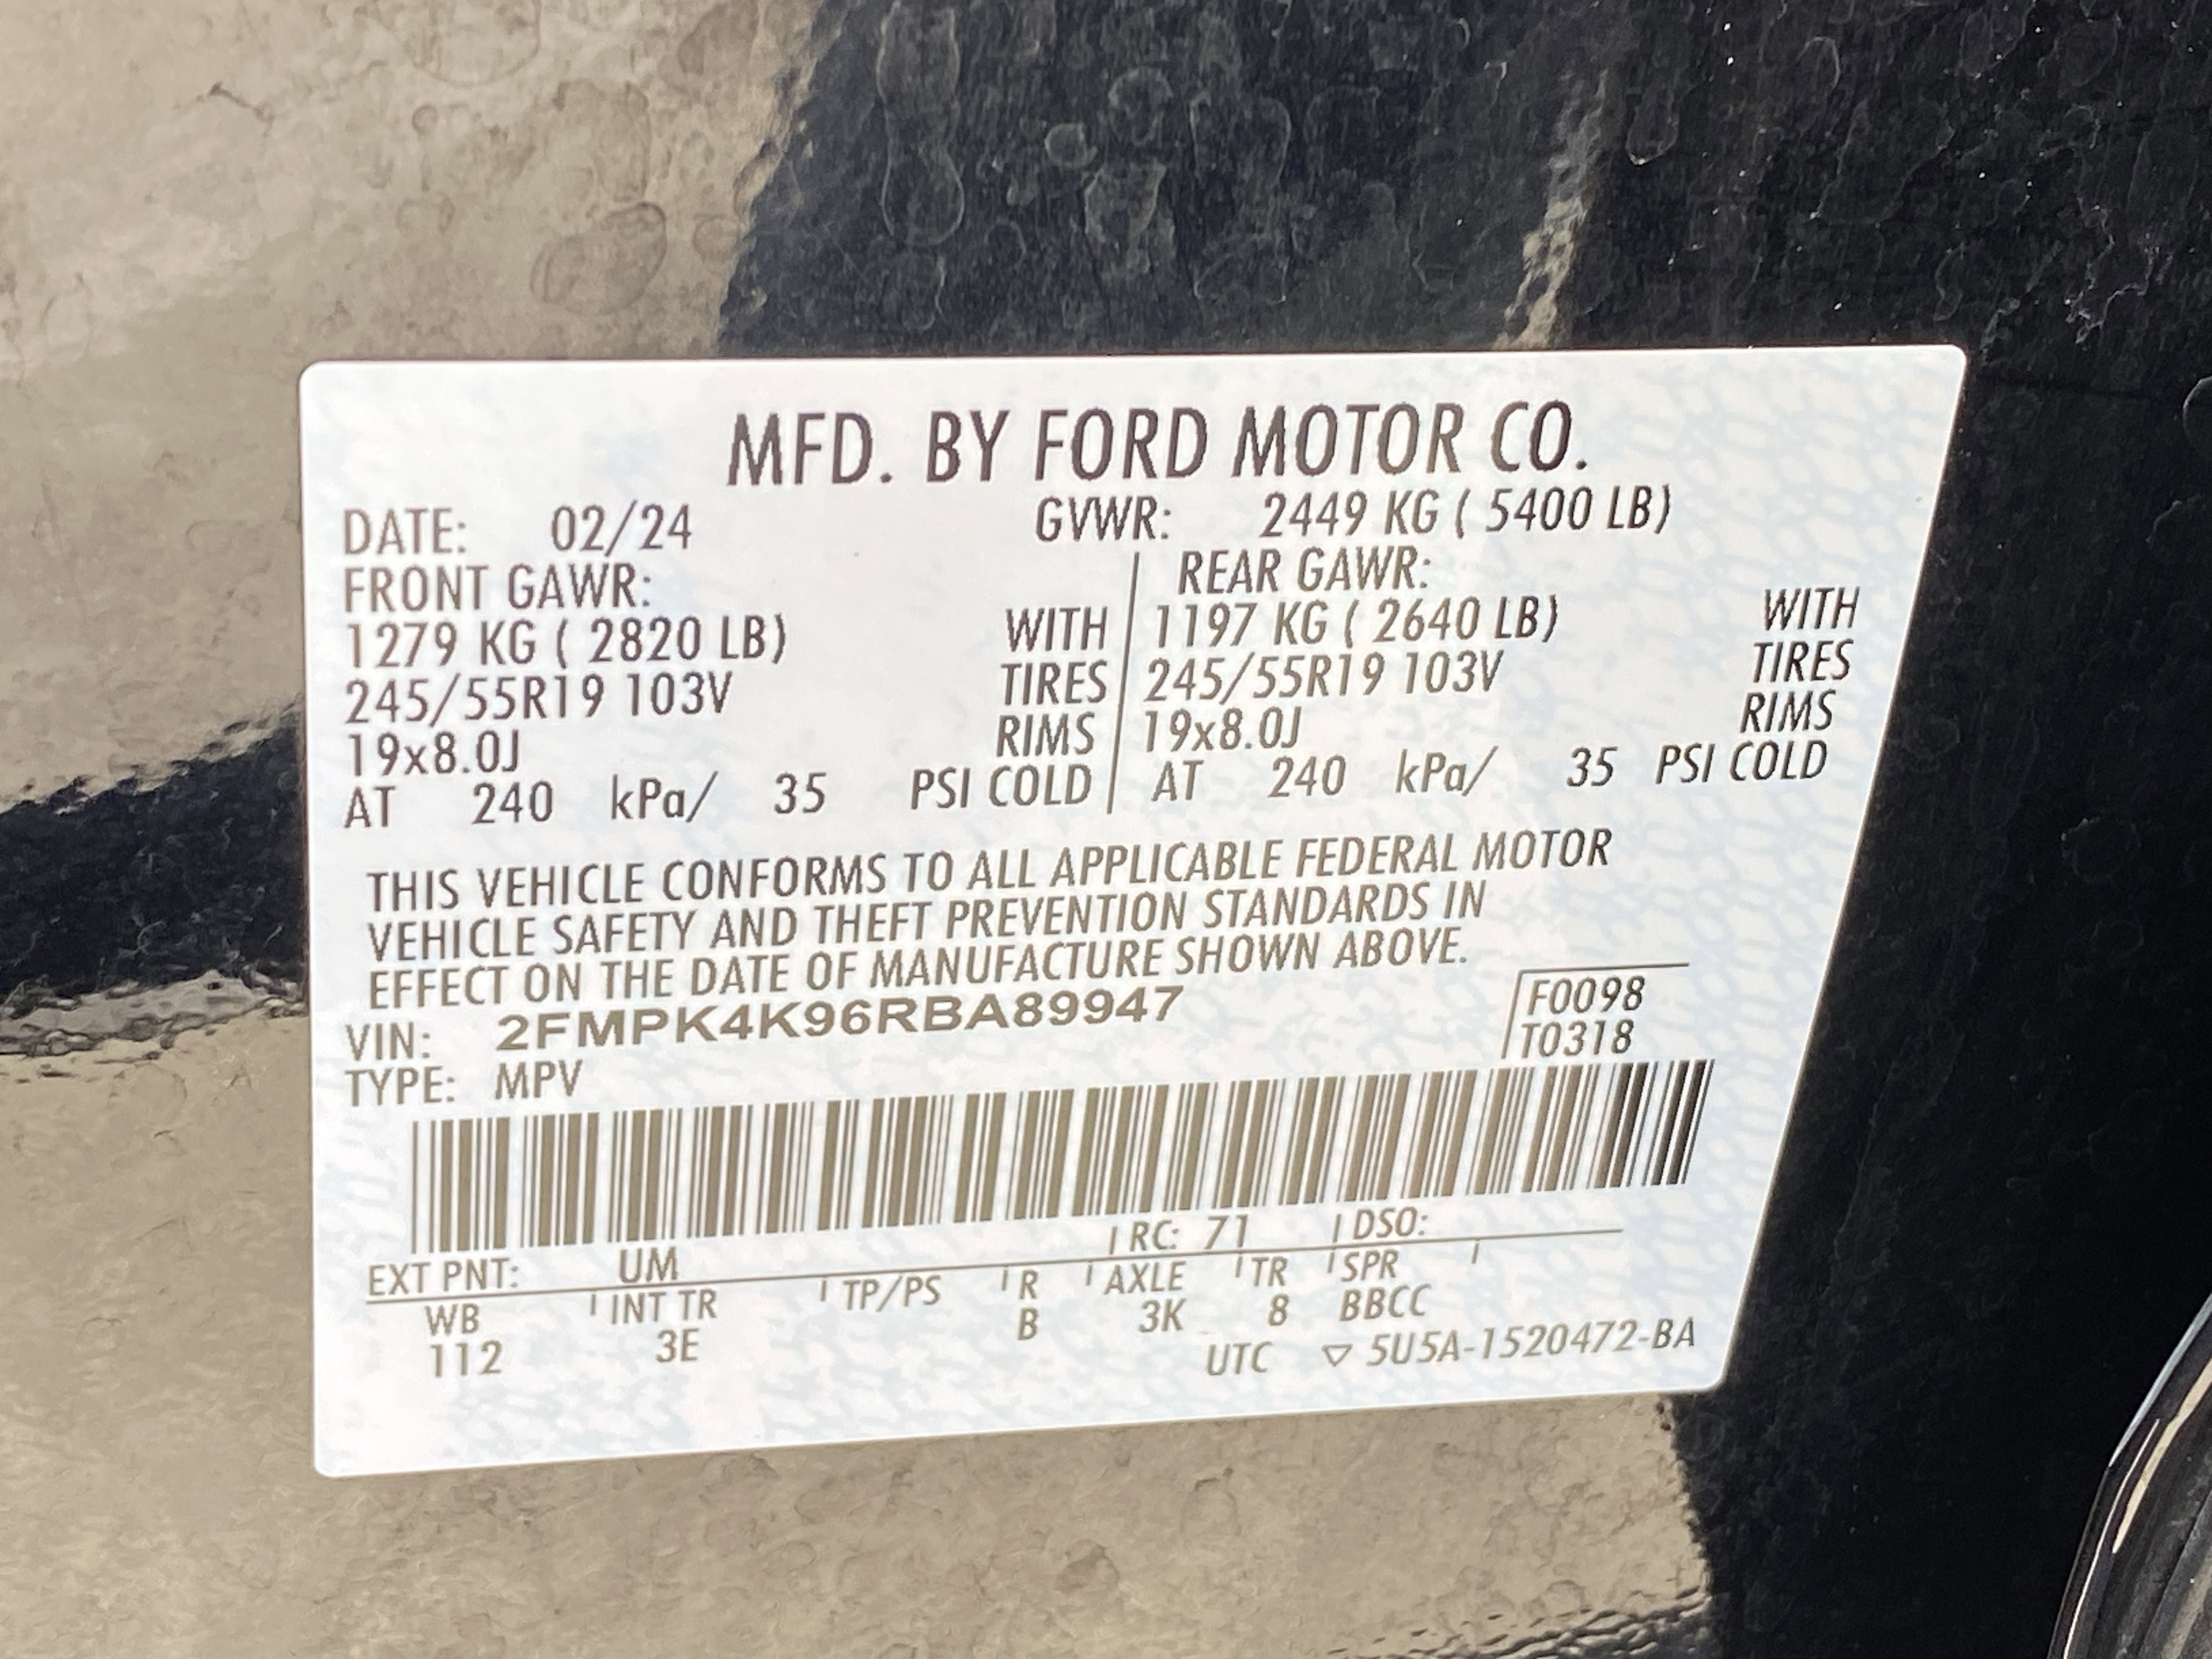 MFD. BY FORD MOTOR CO.
DATE: 02/24 GVWR: 2449 KG ( 5400 LB)
FRONT GAWR: REAR GAWR:
1279 KG ( 2820 LB) WITH 1197 KG ( 2640 LB) WITH
245/55R19 103V TIRES 245/55R19 103V TIRES
19x8.0J RIMS 19x8.0J RIMS
AT 240 kPa/ 35 PSI COLD AT 240 kPa/ 35 PSI COLD
THIS VEHICLE CONFORMS TO ALL APPLICABLE FEDERAL MOTOR
VEHICLE SAFETY AND THEFT PREVENTION STANDARDS IN
EFFECT ON THE DATE OF MANUFACTURE SHOWN ABOVE.
VIN: 2FMPK4K96RBA89947 F0098
TYPE: MPV T0318
EXT PNT: UM RC: 71 DSO:
WB INT TR TP/PS R AXLE TR SPR
112 3E B 3K 8 BBCC
UTC ▽ 5U5A-1520472-BA